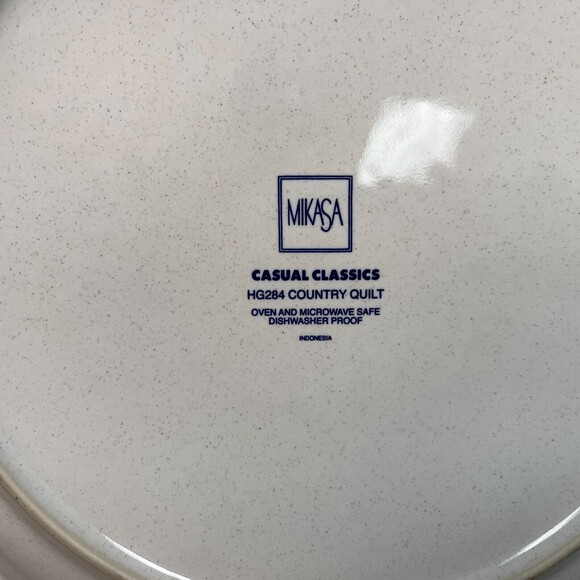 MIKASA
CASUAL CLASSICS
HG284 COUNTRY QUILT
OVEN AND MICROWAVE SAFE
DISHWASHER PROOF
INDONESIA